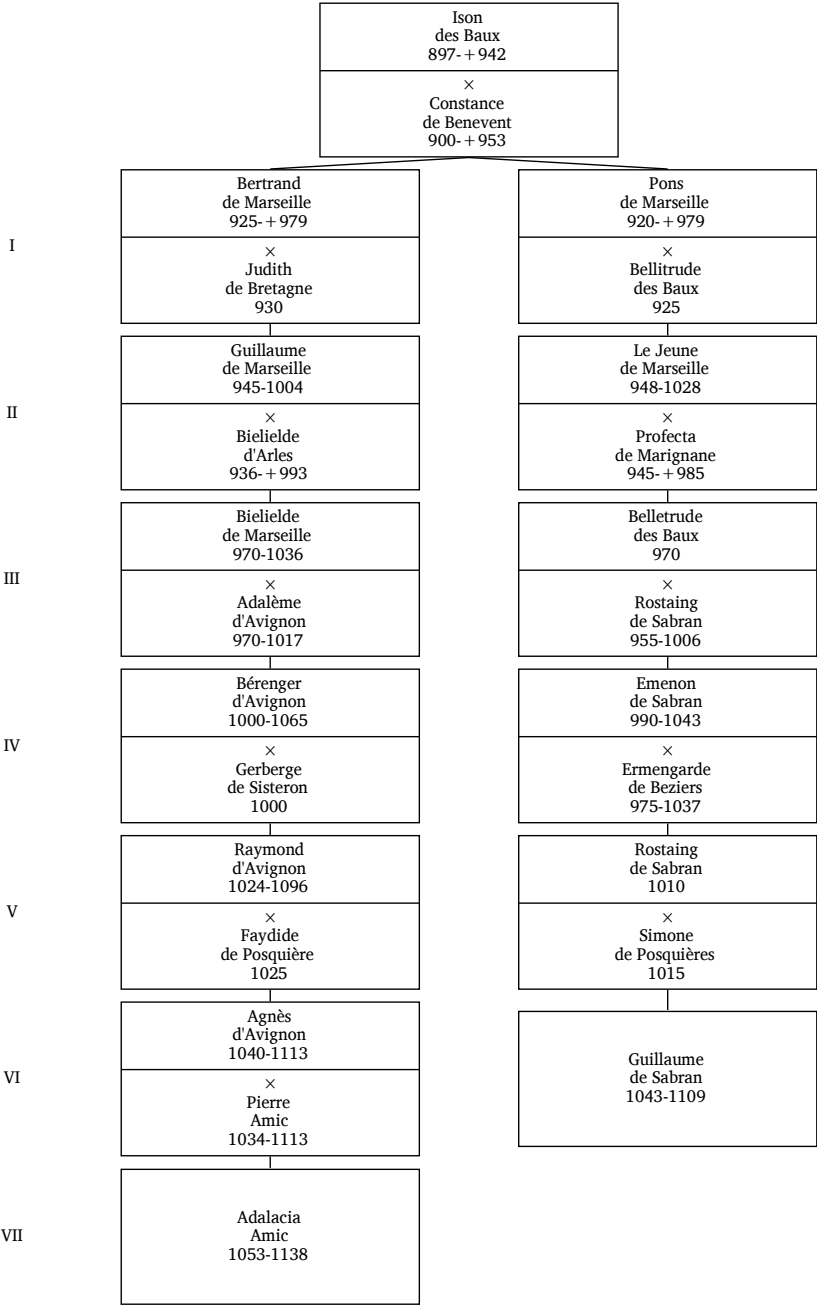 Ison
des Baux
897-+942
×
Constance
de Benevent
900-+953
I
Bertrand
de Marseille
925-+979
×
Judith
de Bretagne
930
Pons
de Marseille
920-+979
×
Bellitrude
des Baux
925
II
Guillaume
de Marseille
945-1004
×
Bielielde
d'Arles
936-+993
Le Jeune
de Marseille
948-1028
×
Profecta
de Marignane
945-+985
III
Bielielde
de Marseille
970-1036
×
Adalème
d'Avignon
970-1017
Belletrude
des Baux
970
×
Rostaing
de Sabran
955-1006
IV
Bérenger
d'Avignon
1000-1065
×
Gerberge
de Sisteron
1000
Emenon
de Sabran
990-1043
×
Ermengarde
de Beziers
975-1037
V
Raymond
d'Avignon
1024-1096
×
Faydide
de Posquière
1025
Rostaing
de Sabran
1010
×
Simone
de Posquières
1015
VI
Agnès
d'Avignon
1040-1113
×
Pierre
Amic
1034-1113
Guillaume
de Sabran
1043-1109
VII
Adalacia
Amic
1053-1138